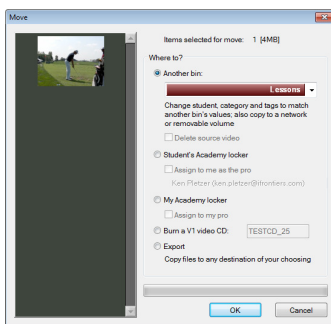 Move
Items selected for move: 1 [4MB]
Where to?
Another bin:
Lessons
Change student, category and tags to match
another bin's values; also copy to a network
or removable volume
Delete source video
Student's Academy locker
Assign to me as the pro
Ken Pletzer (ken.pletzer@ifrontiers.com)
My Academy locker
Assign to my pro
Burn a V1 video CD: TESTCD_25
Export
Copy files to any destination of your choosing
OK Cancel